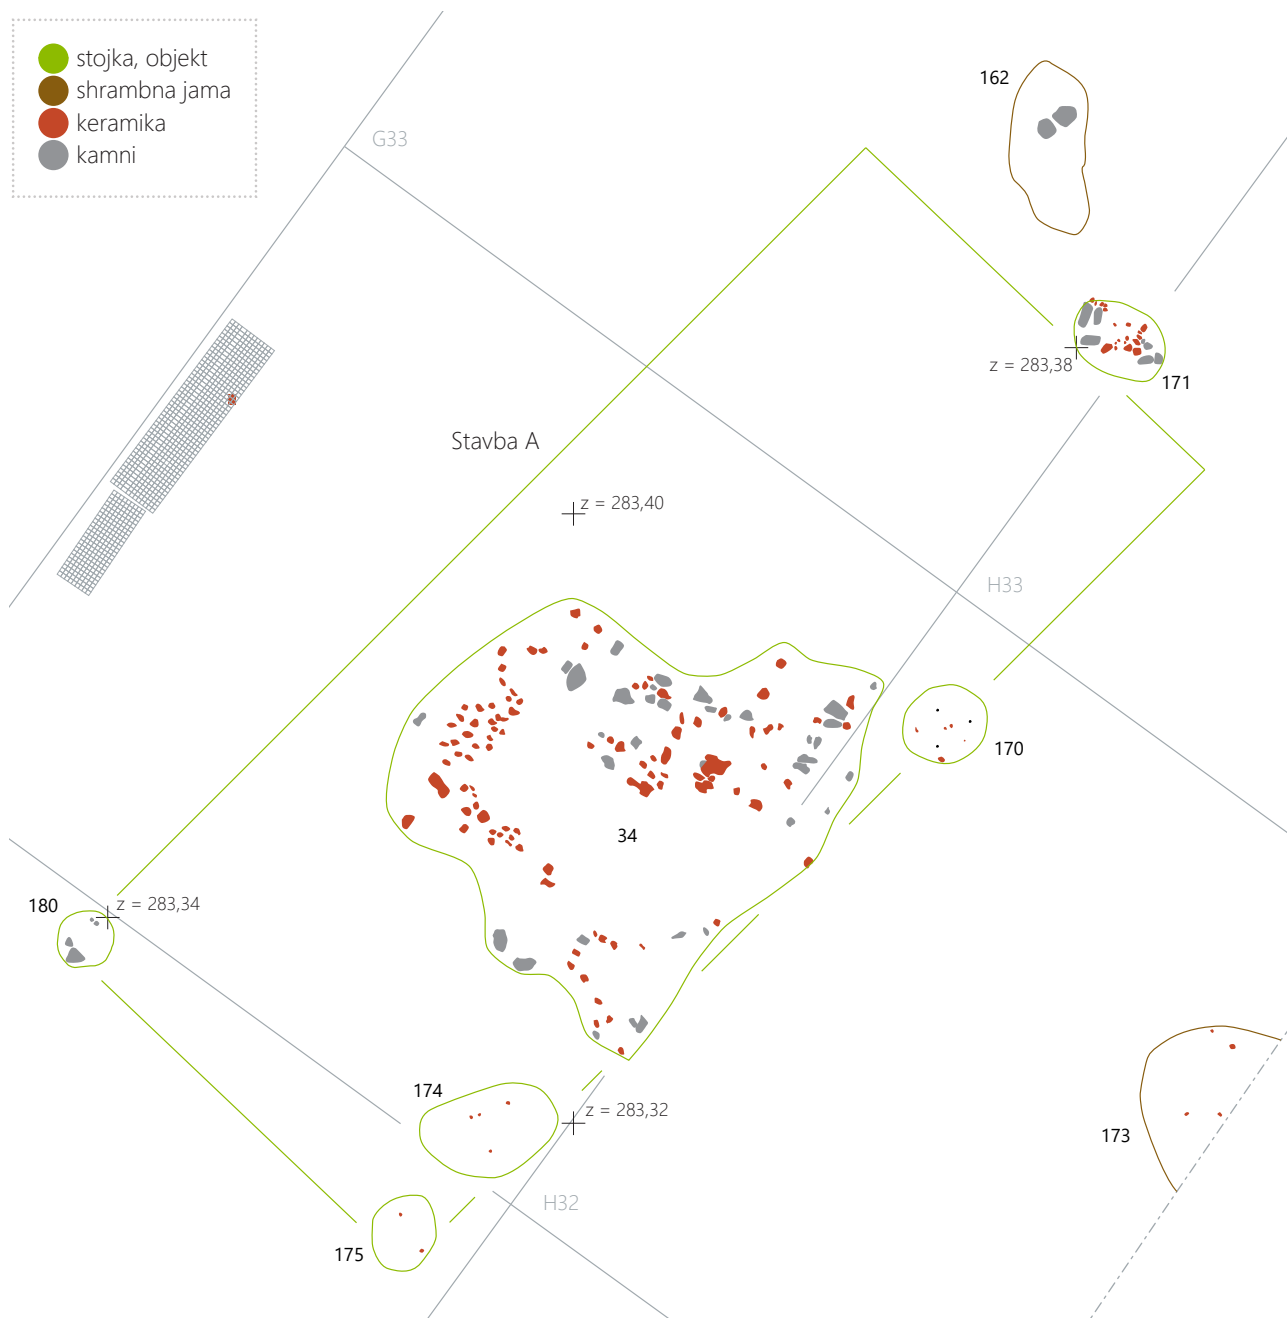 stojka, objekt
shrambna jama
keramika
kamni
162
G33
z = 283,38
171
Stavba A
z = 283,40
H33
170
34
180
z = 283,34
174
z = 283,32
173
H32
175